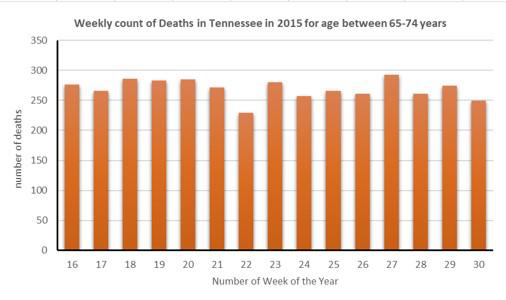 Weekly count of Deaths in Tennessee in 2015 for age between 65-74 years
350
300
250
200
150
100
50
0
number of deaths
16 17 18 19 20 21 22 23 24 25 26 27 28 29 30
Number of Week of the Year